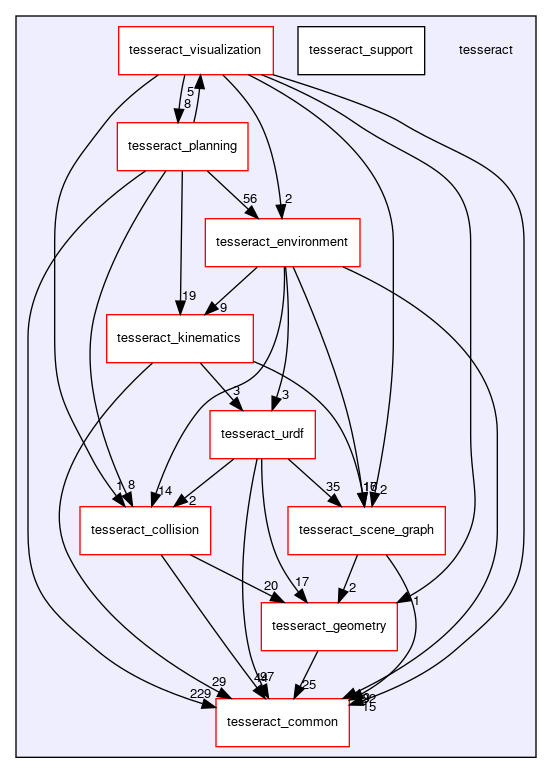 tesseract_visualization
tesseract_support
tesseract
5
8
tesseract_planning
56
2
tesseract_environment
19
9
tesseract_kinematics
3
3
tesseract_urdf
1
8
14
2
35
2
tesseract_collision
tesseract_scene_graph
20
17
2
1
tesseract_geometry
229
29
25
15
tesseract_common